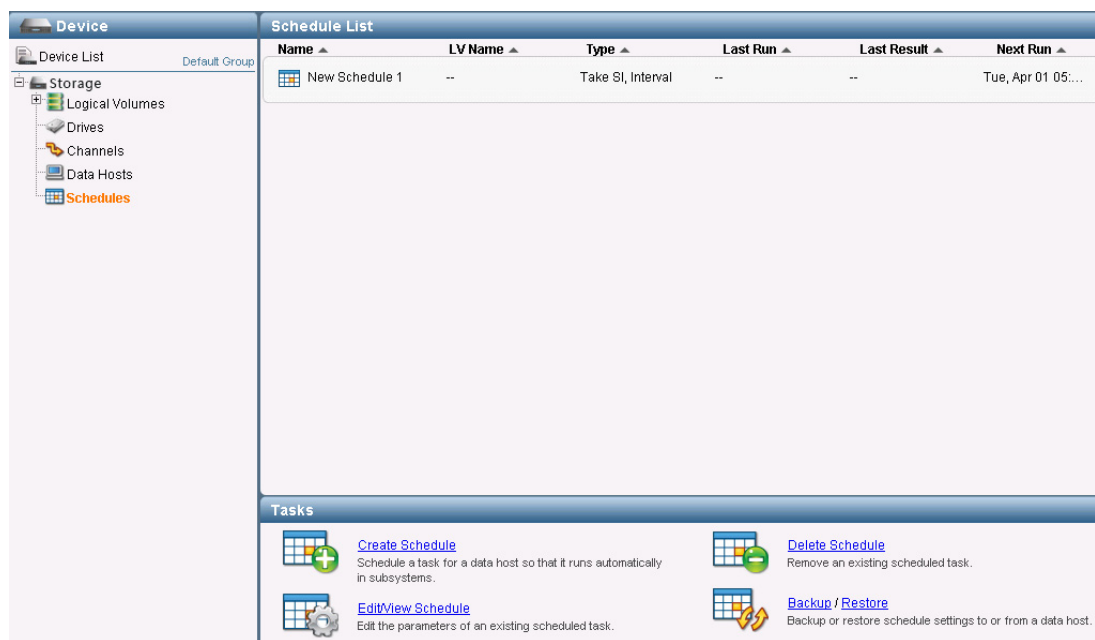 Device
Device List
Default Group
Storage
Logical Volumes
Drives
Channels
Data Hosts
Schedules
Schedule List
Name LV Name Type Last Run Last Result Next Run
New Schedule 1 -- Take SI, Interval -- -- Tue, Apr 01 05:...
Tasks
Create Schedule
Schedule a task for a data host so that it runs automatically
in subsystems.
Edit/View Schedule
Edit the parameters of an existing scheduled task.
Delete Schedule
Remove an existing scheduled task.
Backup / Restore
Backup or restore schedule settings to or from a data host.